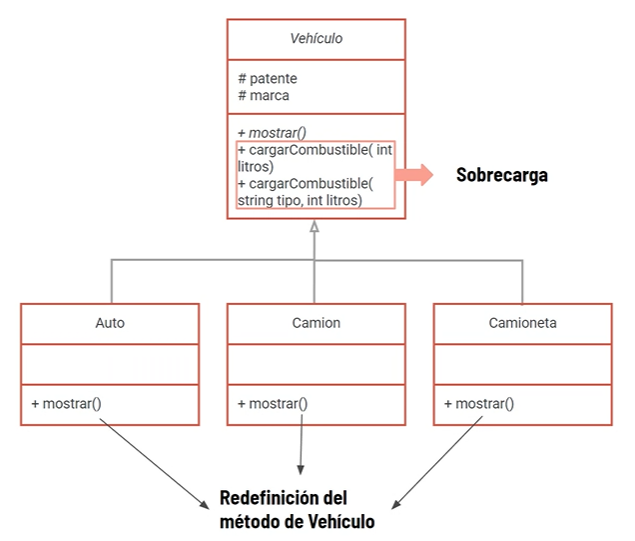 Vehículo
# patente
# marca
+ mostrar()
+ cargarCombustible( int
litros)
+ cargarCombustible(
string tipo, int litros)
Sobrecarga
Auto
Camion
Camioneta
+ mostrar()
+ mostrar()
+ mostrar()
Redefinición del
método de Vehículo